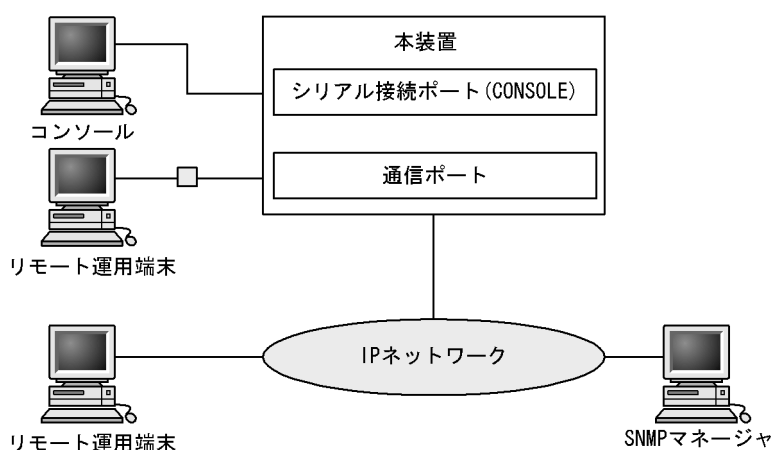 本装置
シリアル接続ポート(CONSOLE)
コンソール
通信ポート
リモート運用端末
IPネットワーク
リモート運用端末
SNMPマネージャ